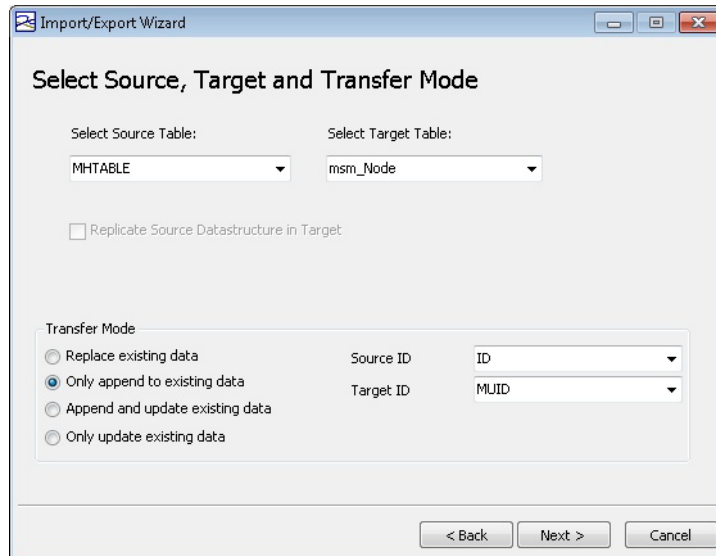 Import/Export Wizard
Select Source, Target and Transfer Mode
Select Source Table: Select Target Table:
MHTABLE msm_Node
Replicate Source Datastructure in Target
Transfer Mode
Replace existing data Source ID ID
Only append to existing data Target ID MUID
Append and update existing data
Only update existing data
< Back Next > Cancel